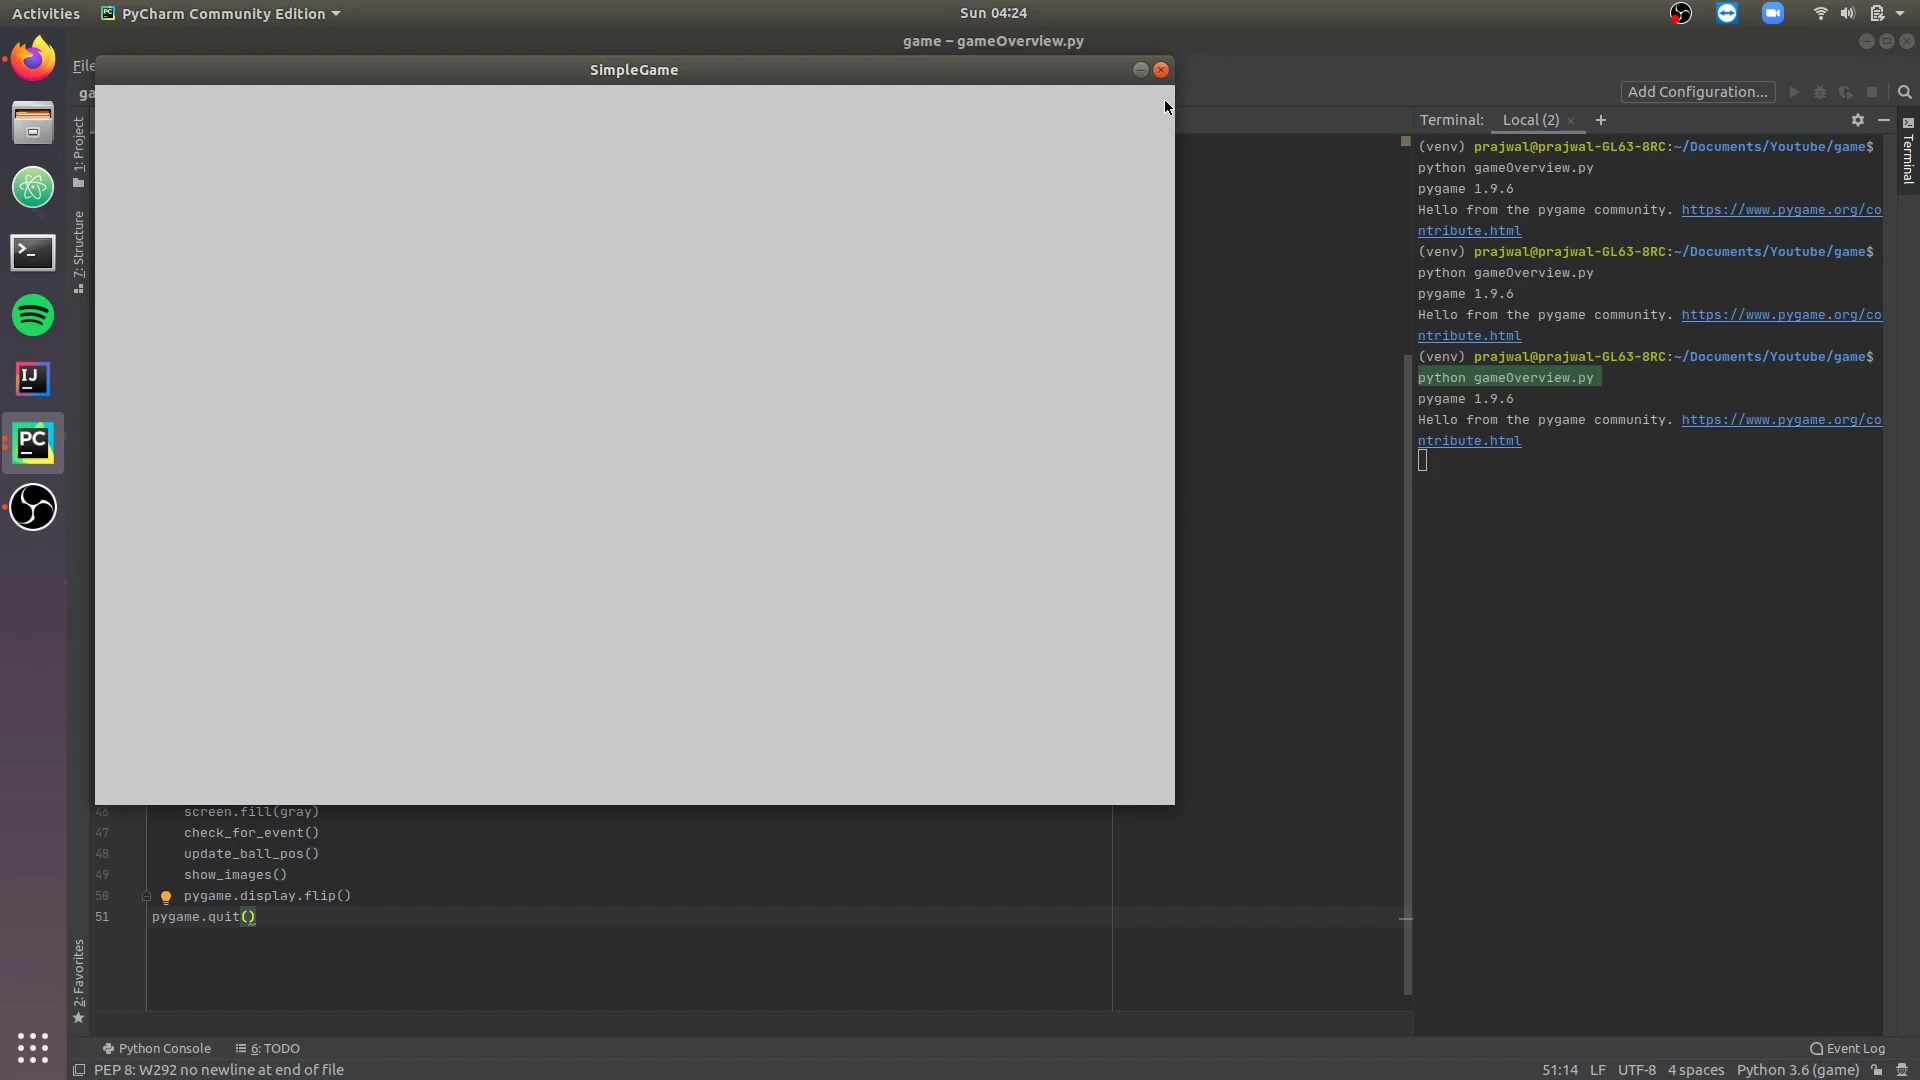 Activities
PyCharm Community Edition
Sun 04:24
game – gameOverview.py
File
SimpleGame
ga
Add Configuration...
1: Project
7: Structure
2: Favorites
Terminal:
Local (2)
+
Terminal
(venv) prajwal@prajwal-GL63-8RC:~/Documents/Youtube/game$
python gameOverview.py
pygame 1.9.6
Hello from the pygame community. https://www.pygame.org/co
ntribute.html
(venv) prajwal@prajwal-GL63-8RC:~/Documents/Youtube/game$
python gameOverview.py
pygame 1.9.6
Hello from the pygame community. https://www.pygame.org/co
ntribute.html
(venv) prajwal@prajwal-GL63-8RC:~/Documents/Youtube/game$
python gameOverview.py
pygame 1.9.6
Hello from the pygame community. https://www.pygame.org/co
ntribute.html
IJ
PC
46 screen.fill(gray)
47 check_for_event()
48 update_ball_pos()
49 show_images()
50 pygame.display.flip()
51 pygame.quit()
Python Console
6: TODO
Event Log
PEP 8: W292 no newline at end of file
51:14 LF UTF-8 4 spaces Python 3.6 (game)